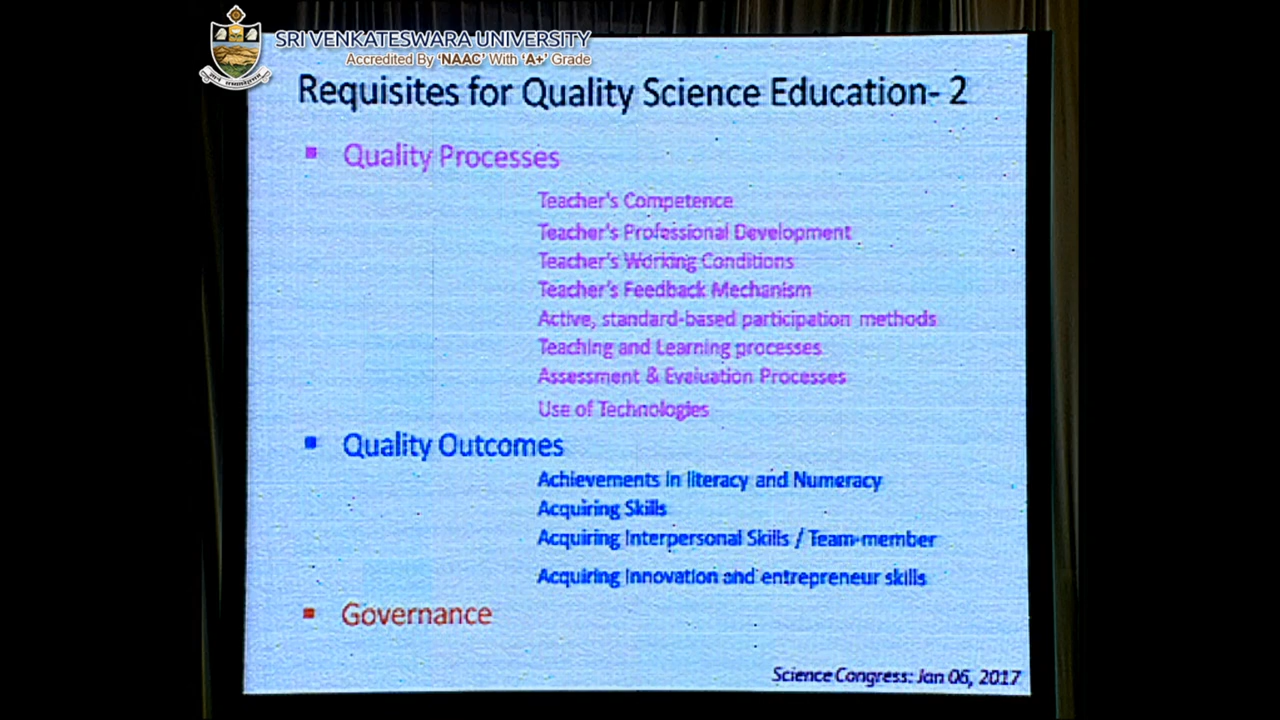 SRI VENKATESWARA UNIVERSITY
Accredited By 'NAAC' With 'A+' Grade
Requisites for Quality Science Education- 2
▪ Quality Processes
Teacher's Competence
Teacher's Professional Development
Teacher's Working Conditions
Teacher's Feedback Mechanism
Active, standard-based participation methods
Teaching and Learning processes
Assessment & Evaluation Processes
Use of Technologies
▪ Quality Outcomes
Achievements in literacy and Numeracy
Acquiring Skills
Acquiring Interpersonal Skills / Team-member
Acquiring Innovation and entrepreneur skills
▪ Governance
Science Congress: Jan 06, 2017